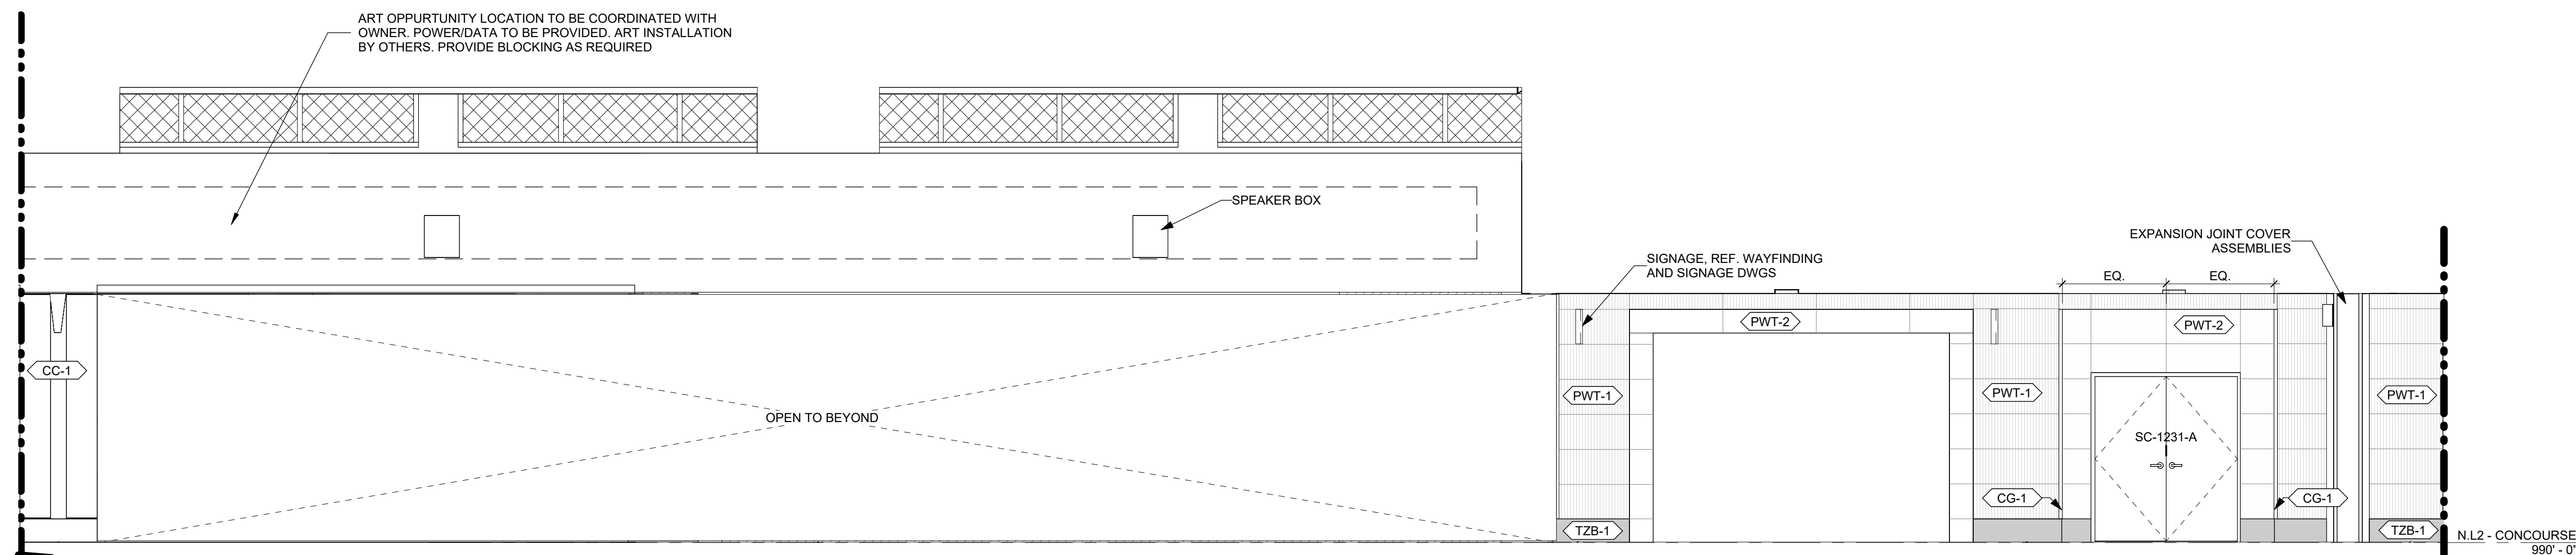 ART OPPURTUNITY LOCATION TO BE COORDINATED WITH
OWNER. POWER/DATA TO BE PROVIDED. ART INSTALLATION
BY OTHERS. PROVIDE BLOCKING AS REQUIRED
SPEAKER BOX
SIGNAGE, REF. WAYFINDING
AND SIGNAGE DWGS
EXPANSION JOINT COVER
ASSEMBLIES
EQ.
EQ.
PWT-2
PWT-2
CC-1
PWT-1
PWT-1
PWT-1
OPEN TO BEYOND
SC-1231-A
CG-1
CG-1
TZB-1
TZB-1
N.L2 - CONCOURSE
990' - 0"